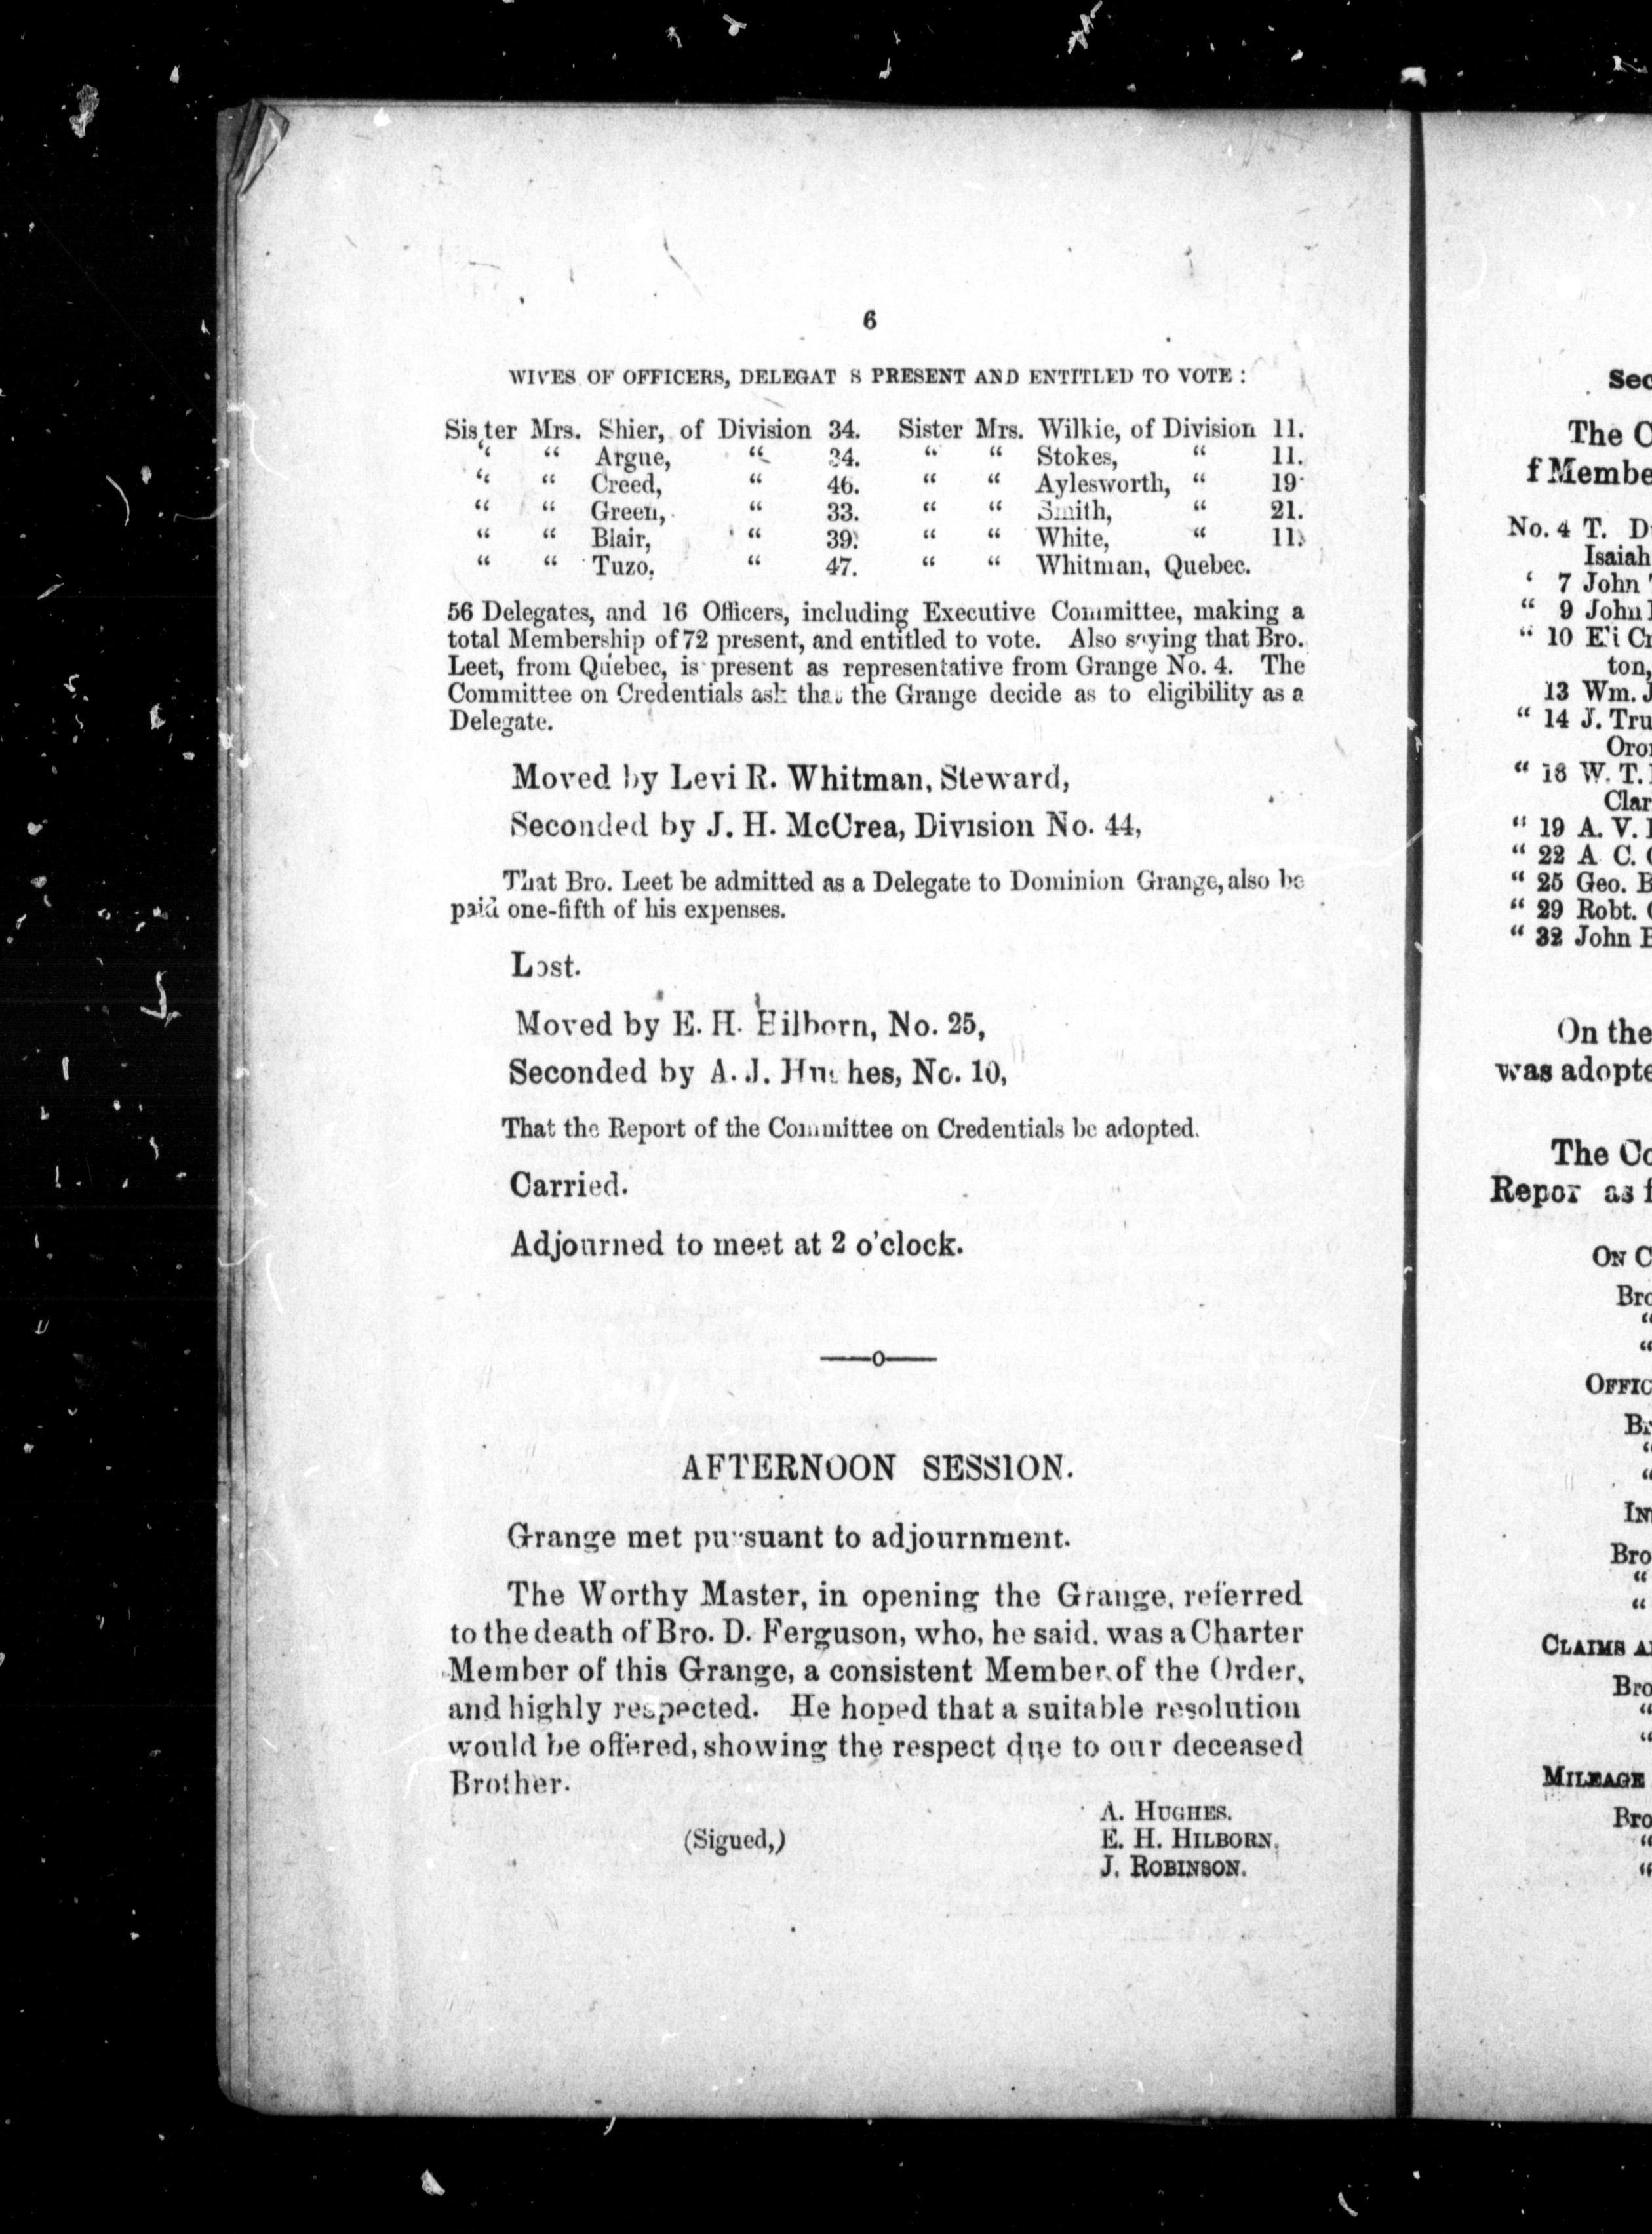 6
WIVES OF OFFICERS, DELEGAT S PRESENT AND ENTITLED TO VOTE :
Sister Mrs. Shier, of Division 34. Sister Mrs. Wilkie, of Division 11.
“ “ Argue, “ 34. “ “ Stokes, “ 11.
“ “ Creed, “ 46. “ “ Aylesworth, “ 19.
“ “ Green, “ 33. “ “ Smith, “ 21.
“ “ Blair, “ 39. “ “ White, “ 11.
“ “ Tuzo, “ 47. “ “ Whitman, Quebec.
56 Delegates, and 16 Officers, including Executive Committee, making a
total Membership of 72 present, and entitled to vote. Also saying that Bro.
Leet, from Quebec, is present as representative from Grange No. 4. The
Committee on Credentials ask that the Grange decide as to eligibility as a
Delegate.
Moved by Levi R. Whitman, Steward,
Seconded by J. H. McCrea, Division No. 44,
That Bro. Leet be admitted as a Delegate to Dominion Grange, also be
paid one-fifth of his expenses.
Lost.
Moved by E. H. Hilborn, No. 25,
Seconded by A. J. Hughes, No. 10,
That the Report of the Committee on Credentials be adopted.
Carried.
Adjourned to meet at 2 o'clock.
——o——
AFTERNOON SESSION.
Grange met pursuant to adjournment.
The Worthy Master, in opening the Grange, referred
to the death of Bro. D. Ferguson, who, he said. was a Charter
Member of this Grange, a consistent Member of the Order,
and highly respected. He hoped that a suitable resolution
would be offered, showing the respect due to our deceased
Brother.
(Sigued,)
A. HUGHES.
E. H. HILBORN,
J. ROBINSON.
Sec
The C
f Membe
No. 4 T. D
Isaiah
‘ 7 John
“ 9 John
“ 10 Eli Cr
ton,
13 Wm. J
“ 14 J. Tru
Oro
“ 18 W. T.
Clar
“ 19 A. V.
“ 22 A C.
“ 25 Geo. B
“ 29 Robt.
“ 32 John
On the
was adopte
The Co
Repor as f
ON C
Bro
“
“
OFFIC
Br
“
“
IN
Bro
“
“
CLAIMS A
Bro
“
“
MILEAGE
Bro
“
“